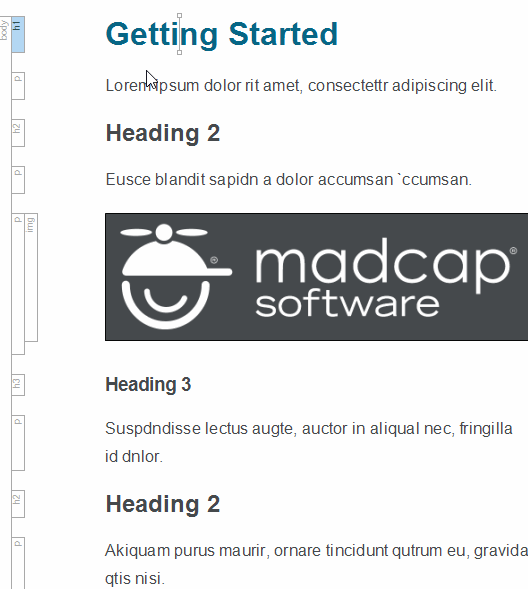 body
h1
Getting Started
p
Lorem ipsum dolor rit amet, consectettr adipiscing elit.
h2
Heading 2
p
Eusce blandit sapidn a dolor accumsan `ccumsan.
p
img
madcap®
software
h3
Heading 3
p
Suspdndisse lectus augte, auctor in aliqual nec, fringilla
id dnlor.
h2
Heading 2
p
Akiquam purus maurir, ornare tincidunt qutrum eu, gravida
qtis nisi.